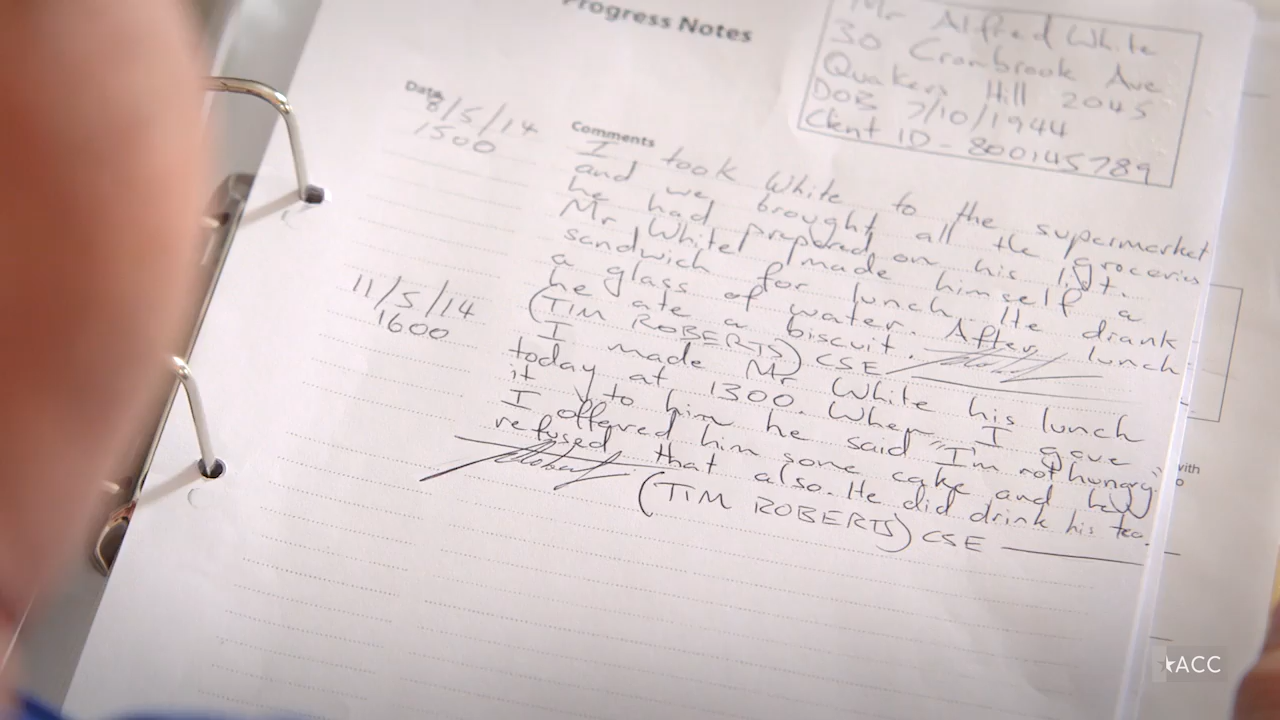 Progress Notes
Mr Alfred White
30 Cranbrook Ave
Quakers Hill 2045
DOB 7/10/1944
Client ID - 800145789
Date
Comments
8/5/14
1500
I took White to the supermarket
and we brought all the groceries
he had prepared on his list.
Mr White made himself a
sandwich for lunch. He drank
a glass of water. After lunch
he ate a biscuit.
(TIM ROBERTS) CSE
11/5/14
1600
I made Mr White his lunch
today at 1300. When I gave
it to him he said "I'm not hungry"
I offered him some cake and he
refused that also. He did drink his tea.
(TIM ROBERTS) CSE
with
ACC